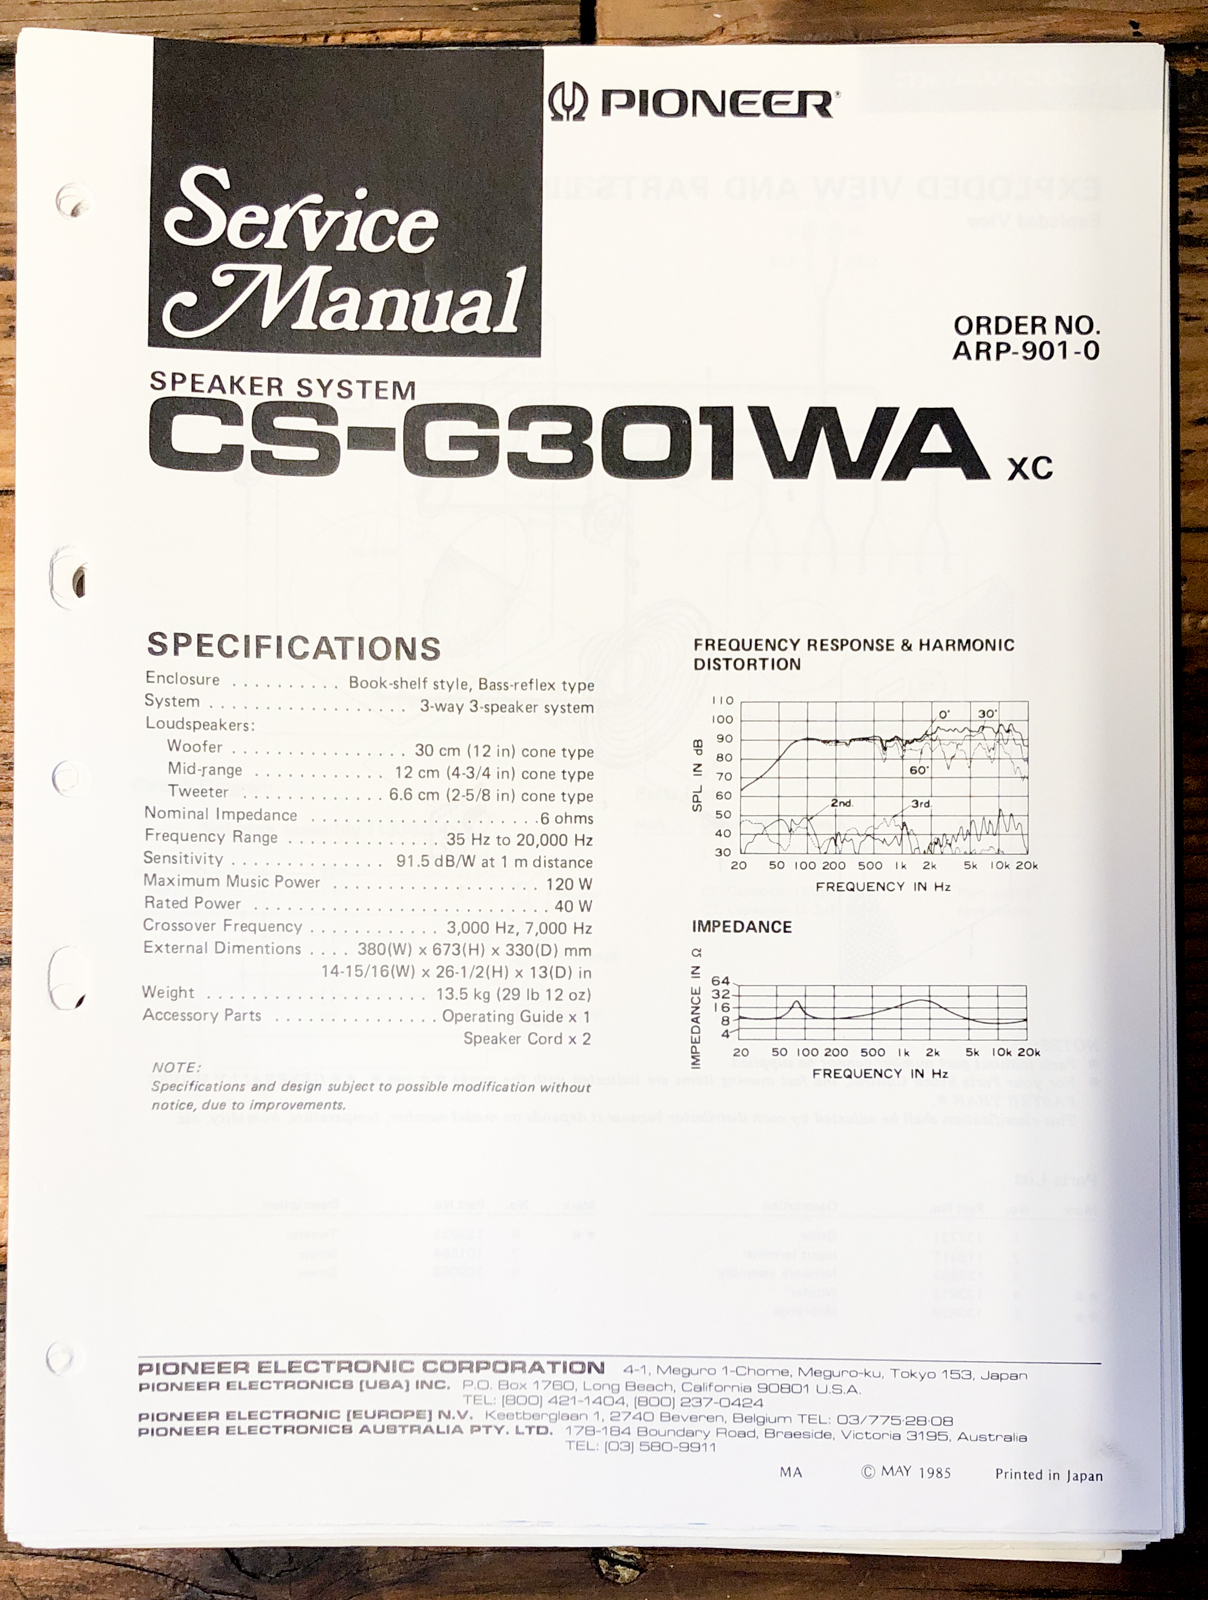 PIONEER®
Service
Manual
ORDER NO.
ARP-901-0
SPEAKER SYSTEM
CS-G301WA XC
SPECIFICATIONS
Enclosure . . . . . . . . . . Book-shelf style, Bass-reflex type
System . . . . . . . . . . . . . . . . . . 3-way 3-speaker system
Loudspeakers:
Woofer . . . . . . . . . . . . . . . . 30 cm (12 in) cone type
Mid-range . . . . . . . . . . . . 12 cm (4-3/4 in) cone type
Tweeter . . . . . . . . . . . . . 6.6 cm (2-5/8 in) cone type
Nominal Impedance . . . . . . . . . . . . . . . . . . . . . 6 ohms
Frequency Range . . . . . . . . . . . . . . 35 Hz to 20,000 Hz
Sensitivity . . . . . . . . . . . . . . 91.5 dB/W at 1 m distance
Maximum Music Power . . . . . . . . . . . . . . . . . . . 120 W
Rated Power . . . . . . . . . . . . . . . . . . . . . . . . . . . 40 W
Crossover Frequency . . . . . . . . . . . . 3,000 Hz, 7,000 Hz
External Dimentions . . . . 380(W) x 673(H) x 330(D) mm
14-15/16(W) x 26-1/2(H) x 13(D) in
Weight . . . . . . . . . . . . . . . . . . . . . 13.5 kg (29 lb 12 oz)
Accessory Parts . . . . . . . . . . . . . . . Operating Guide x 1
Speaker Cord x 2
NOTE:
Specifications and design subject to possible modification without
notice, due to improvements.
FREQUENCY RESPONSE & HARMONIC
DISTORTION
SPL IN dB
110
100
90
80
70
60
50
40
30
0°
30°
60°
2nd.
3rd.
20 50 100 200 500 1k 2k 5k 10k 20k
FREQUENCY IN Hz
IMPEDANCE
IMPEDANCE IN Ω
64
32
16
8
4
20 50 100 200 500 1k 2k 5k 10k 20k
FREQUENCY IN Hz
PIONEER ELECTRONIC CORPORATION 4-1, Meguro 1-Chome, Meguro-ku, Tokyo 153, Japan
PIONEER ELECTRONICS [USA] INC. P.O. Box 1760, Long Beach, California 90801 U.S.A.
TEL: [800] 421-1404, [800] 237-0424
PIONEER ELECTRONIC [EUROPE] N.V. Keetberglaan 1, 2740 Beveren, Belgium TEL: 03/775·28·08
PIONEER ELECTRONICS AUSTRALIA PTY. LTD. 178-184 Boundary Road, Braeside, Victoria 3195, Australia
TEL: [03] 580-9911
MA © MAY 1985 Printed in Japan